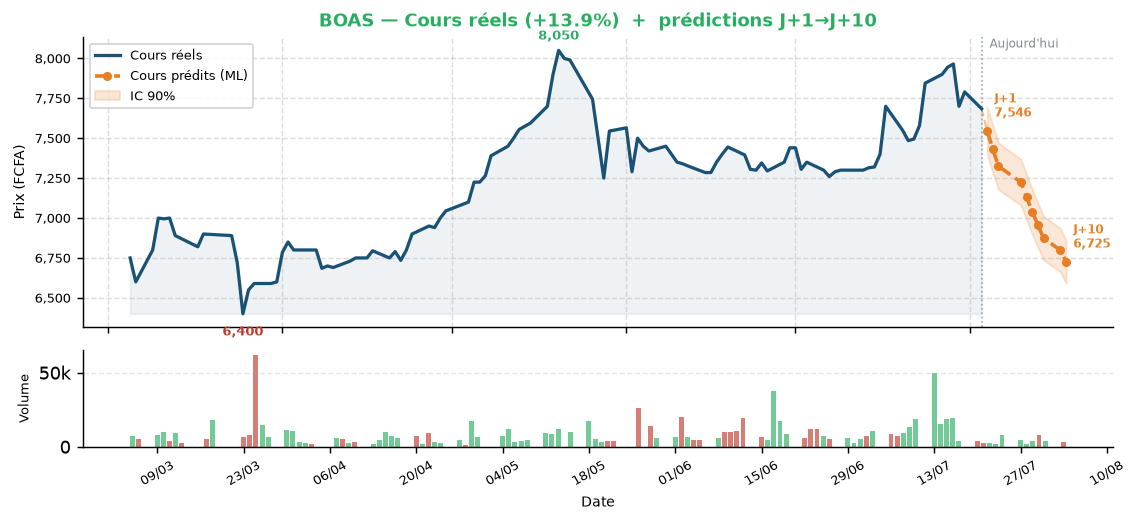 BOAS — Cours réels (+13.9%)  +  prédictions J+1→J+10
8,050
Aujourd'hui
Cours réels
Cours prédits (ML)
IC 90%
J+1
7,546
J+10
6,725
6,400
Prix (FCFA)
8,000
7,750
7,500
7,250
7,000
6,750
6,500
Volume
50k
0
09/03
23/03
06/04
20/04
04/05
18/05
01/06
15/06
29/06
13/07
27/07
10/08
Date